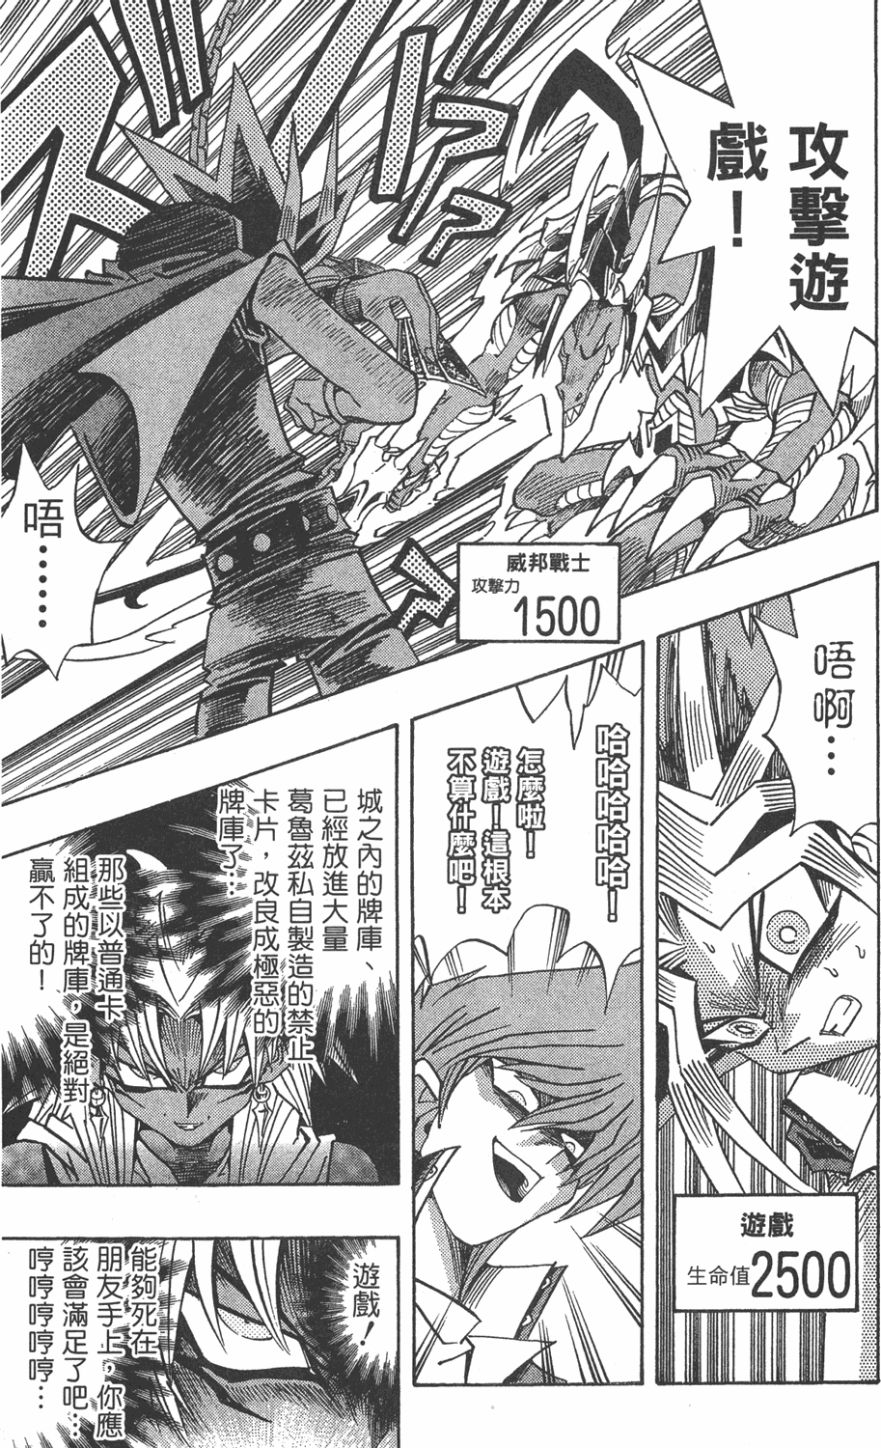 攻擊遊
戲！
唔……
威邦戰士
攻擊力
1500
唔啊…
遊戲
生命值2500
哈哈哈哈哈！
怎麼啦！
遊戲！這根本
不算什麼吧！
城之內的牌庫、
已經放進大量
葛魯茲私自製造的禁止
卡片，改良成極惡的
牌庫了…
那些以普通卡
組成的牌庫，是絕對
贏不了的！
遊戲！
能夠死在
朋友手上，你應
該會滿足了吧…
哼哼哼哼哼…